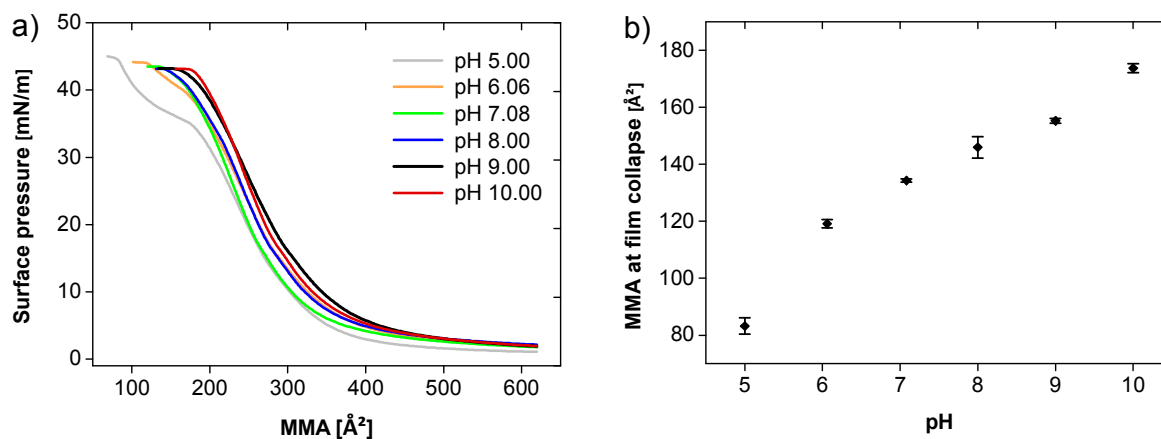 a)
Surface pressure [mN/m]
50
40
30
20
10
0
pH 5.00
pH 6.06
pH 7.08
pH 8.00
pH 9.00
pH 10.00
100 200 300 400 500 600
MMA [Å²]
b)
MMA at film collapse [Å²]
180
160
140
120
100
80
5 6 7 8 9 10
pH